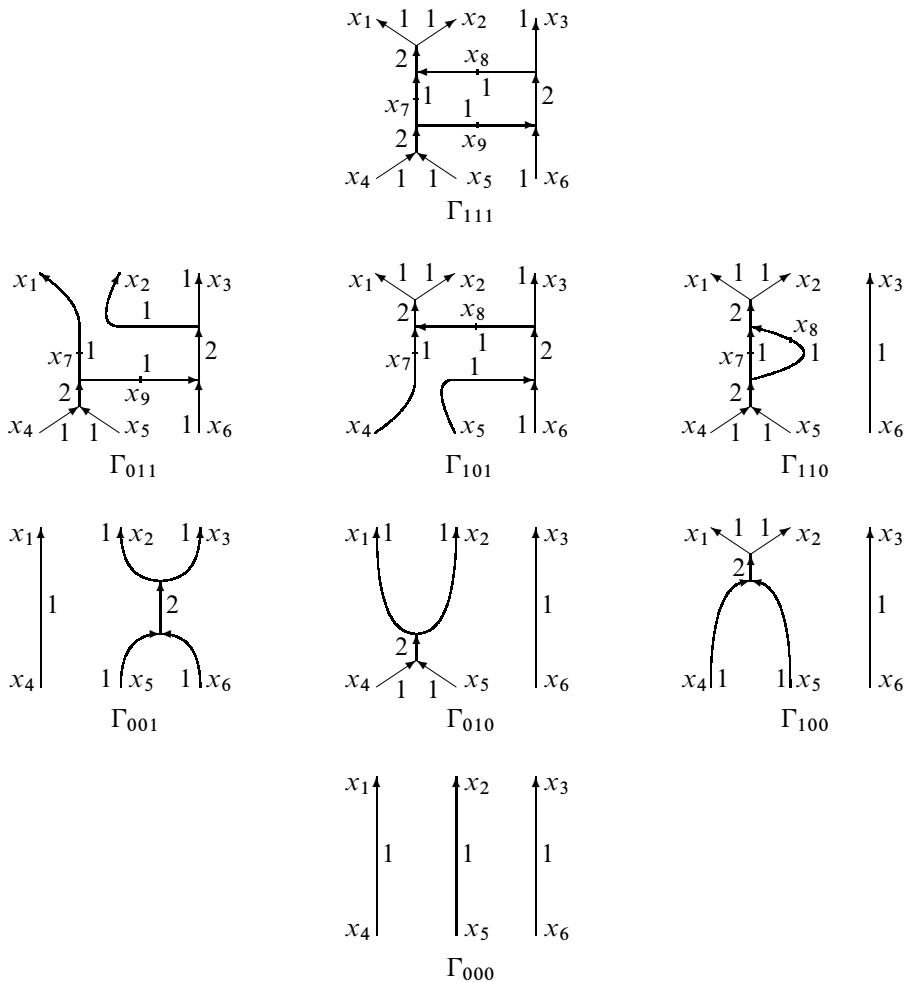 x₁ 1 1 x₂ 1 x₃
2 x₈
1
x₇ 1 1 2
2 x₉
x₄ 1 1 x₅ 1 x₆
Γ₁₁₁
x₁ x₂ 1 x₃ x₁ 1 1 x₂ 1 x₃ x₁ 1 1 x₂ x₃
1 2 x₈ 2 x₈
x₇ 1 1 2 x₇ 1 1 1 2 x₇ 1 1 1
2 x₉ 2
x₄ 1 1 x₅ 1 x₆ x₄ x₅ 1 x₆ x₄ 1 1 x₅ x₆
Γ₀₁₁ Γ₁₀₁ Γ₁₁₀
x₁ 1 x₂ 1 x₃ x₁ 1 1 x₂ x₃ x₁ 1 1 x₂ x₃
2
1 2 1 1
2
x₄ 1 x₅ 1 x₆ x₄ 1 1 x₅ x₆ x₄ 1 1 x₅ x₆
Γ₀₀₁ Γ₀₁₀ Γ₁₀₀
x₁ x₂ x₃
1 1 1
x₄ x₅ x₆
Γ₀₀₀